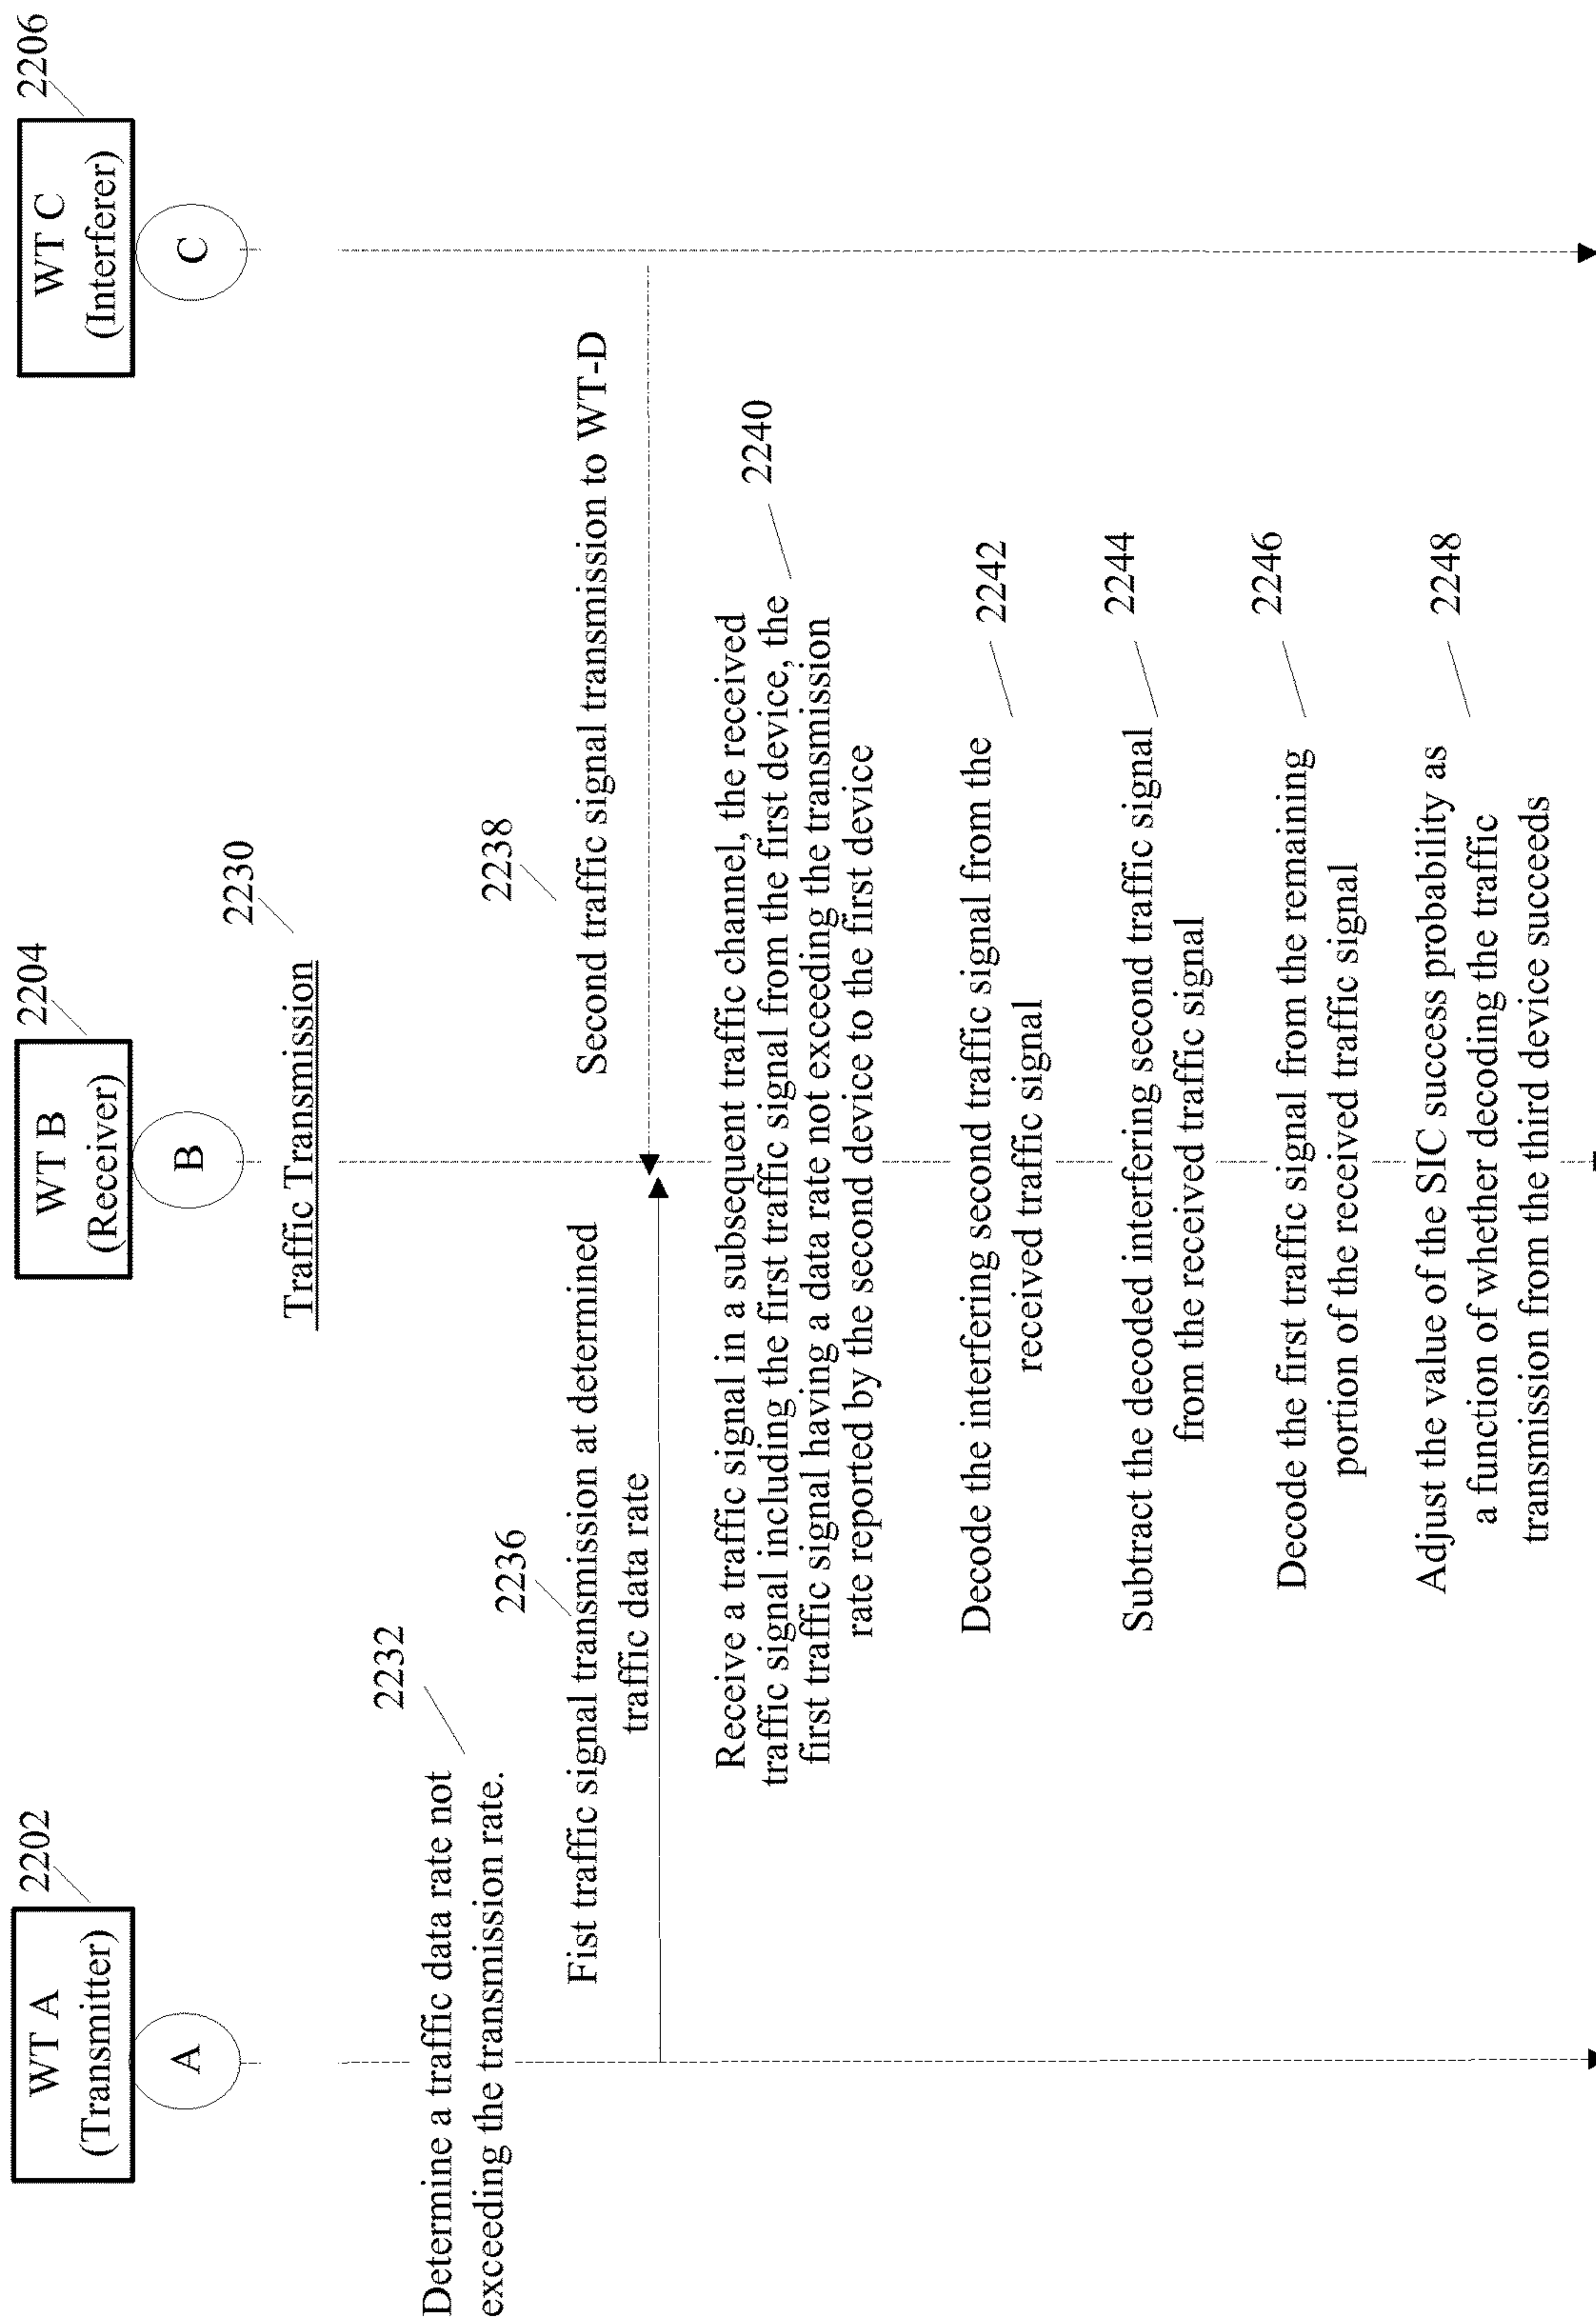 WT A
(Transmitter)
2202
A
WT B
(Receiver)
2204
B
WT C
(Interferer)
2206
C
Traffic Transmission
2230
2232
Determine a traffic data rate not
exceeding the transmission rate.
2236
Fist traffic signal transmission at determined
traffic data rate
2238
Second traffic signal transmission to WT-D
Receive a traffic signal in a subsequent traffic channel, the received
traffic signal including the first traffic signal from the first device, the
first traffic signal having a data rate not exceeding the transmission
rate reported by the second device to the first device
2240
Decode the interfering second traffic signal from the
received traffic signal
2242
Subtract the decoded interfering second traffic signal
from the received traffic signal
2244
Decode the first traffic signal from the remaining
portion of the received traffic signal
2246
Adjust the value of the SIC success probability as
a function of whether decoding the traffic
transmission from the third device succeeds
2248